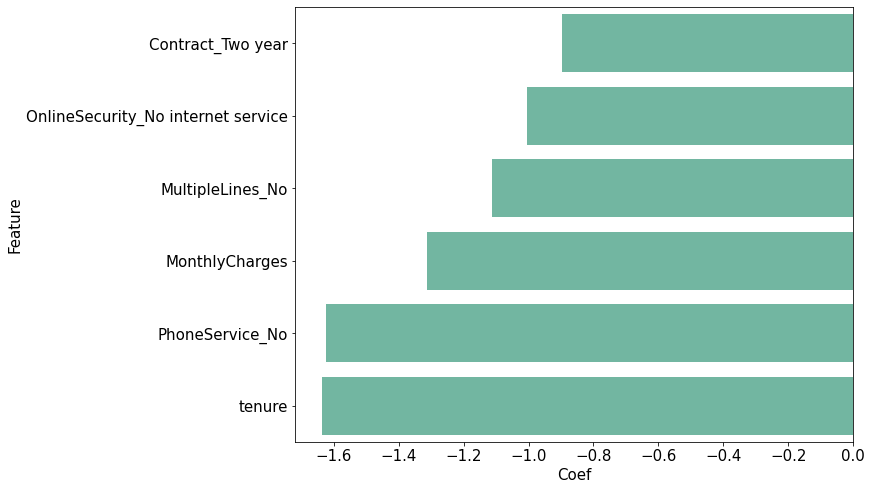 Contract_Two year
OnlineSecurity_No internet service
MultipleLines_No
MonthlyCharges
PhoneService_No
tenure
Feature
−1.6 −1.4 −1.2 −1.0 −0.8 −0.6 −0.4 −0.2 0.0
Coef